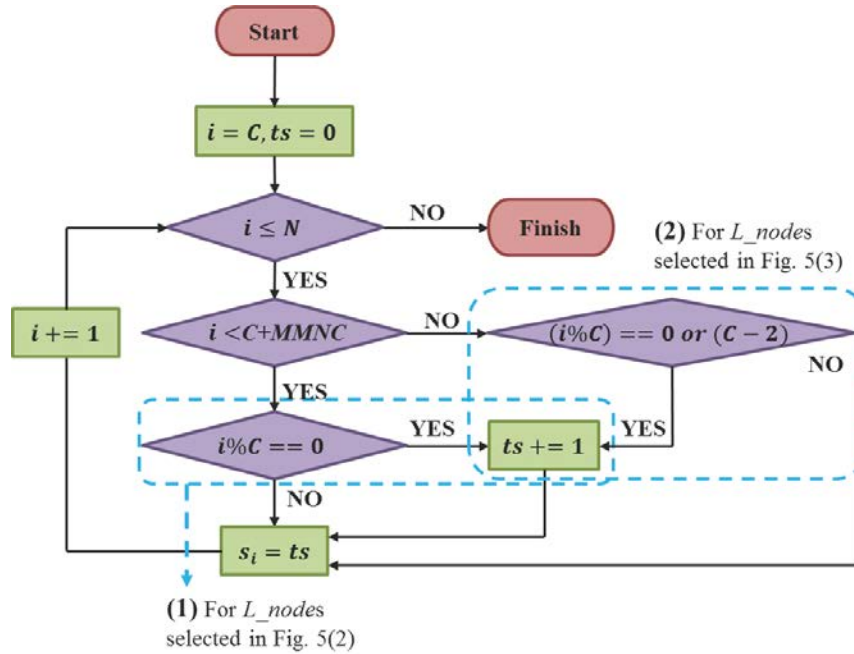 Start
i = C, ts = 0
i ≤ N
NO
Finish
YES
(2) For L_nodes
selected in Fig. 5(3)
i += 1
i <C+MMNC
NO
(i%C) == 0 or (C − 2)
NO
YES
i%C == 0
YES
ts += 1
YES
NO
s_i = ts
(1) For L_nodes
selected in Fig. 5(2)